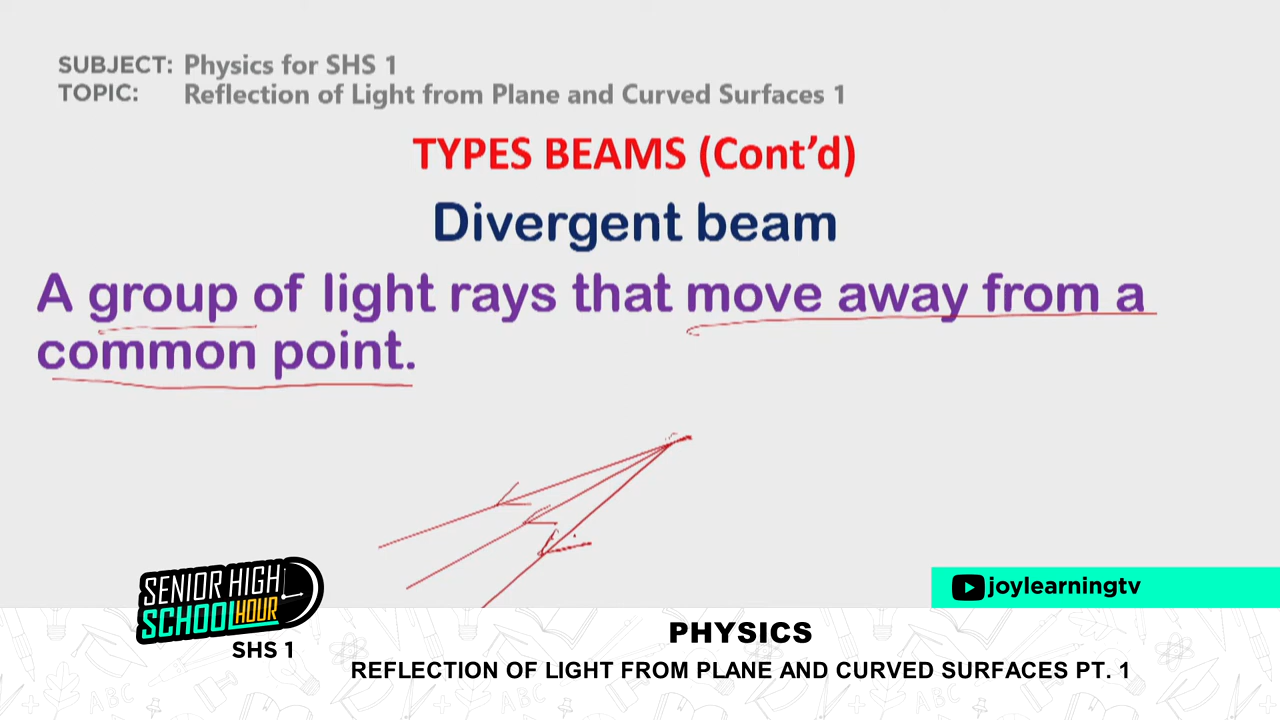 SUBJECT: Physics for SHS 1
TOPIC: Reflection of Light from Plane and Curved Surfaces 1
TYPES BEAMS (Cont'd)
Divergent beam
A group of light rays that move away from a
common point.
SENIOR HIGH
SCHOOL HOUR
SHS 1
joylearningtv
PHYSICS
REFLECTION OF LIGHT FROM PLANE AND CURVED SURFACES PT. 1
ABC
ABC